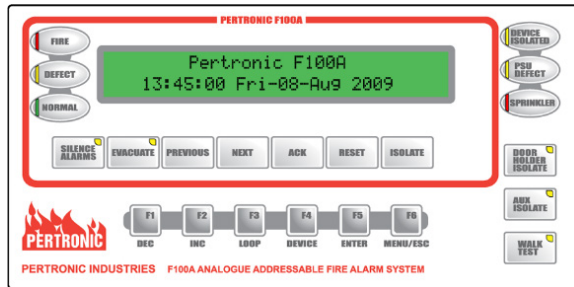 PERTRONIC F100A
FIRE
DEFECT
NORMAL
Pertronic F100A
13:45:00 Fri-08-Aug 2009
DEVICE
ISOLATED
PSU
DEFECT
SPRINKLER
SILENCE
ALARMS
EVACUATE
PREVIOUS
NEXT
ACK
RESET
ISOLATE
DOOR
HOLDER
ISOLATE
AUX
ISOLATE
WALK
TEST
F1
F2
F3
F4
F5
F6
DEC
INC
LOOP
DEVICE
ENTER
MENU/ESC
PERTRONIC
PERTRONIC INDUSTRIES F100A ANALOGUE ADDRESSABLE FIRE ALARM SYSTEM